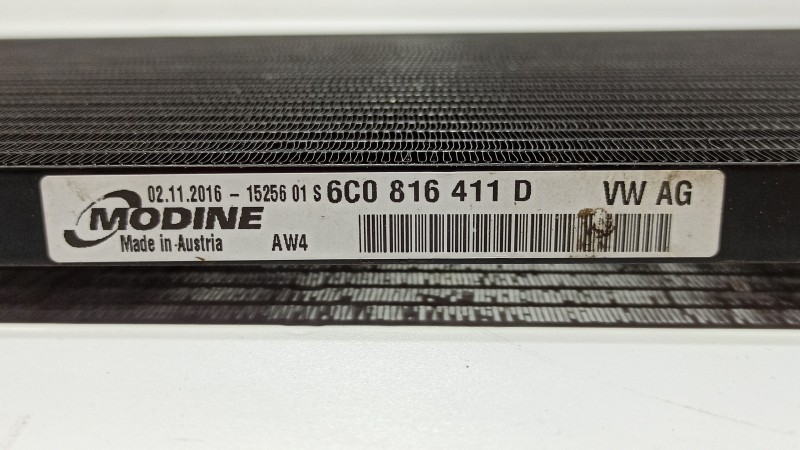 02.11.2016 - 15256 01 S 6C0 816 411 D VW AG
MODINE
Made in Austria AW4